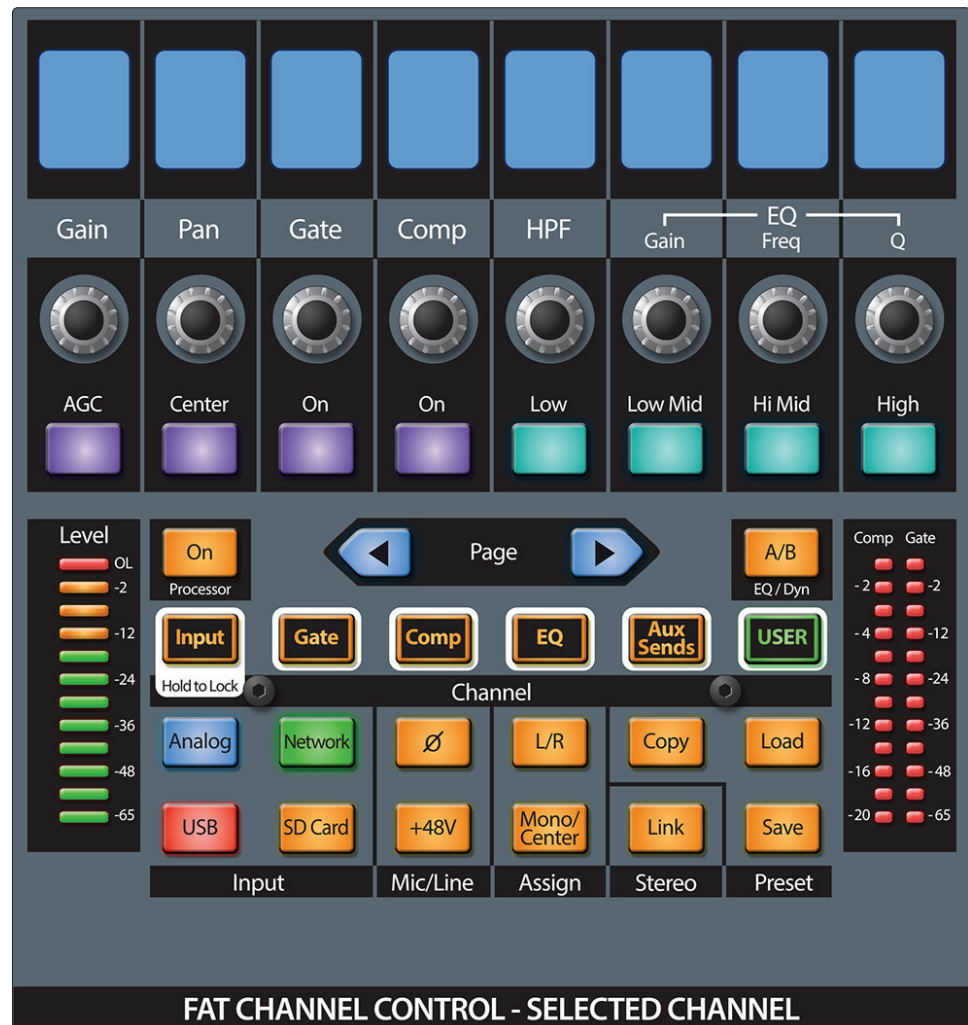 Gain Pan Gate Comp HPF EQ
Gain Freq Q
AGC Center On On Low Low Mid Hi Mid High
Level
OL
-2
-12
-24
-36
-48
-65
On
Processor
Page
A/B
EQ / Dyn
Input Gate Comp EQ Aux Sends USER
Hold to Lock
Channel
Analog Network Ø L/R Copy Load
USB SD Card +48V Mono/ Center Link Save
Input Mic/Line Assign Stereo Preset
Comp Gate
-2 -2
-4 -12
-8 -24
-12 -36
-16 -48
-20 -65
FAT CHANNEL CONTROL - SELECTED CHANNEL